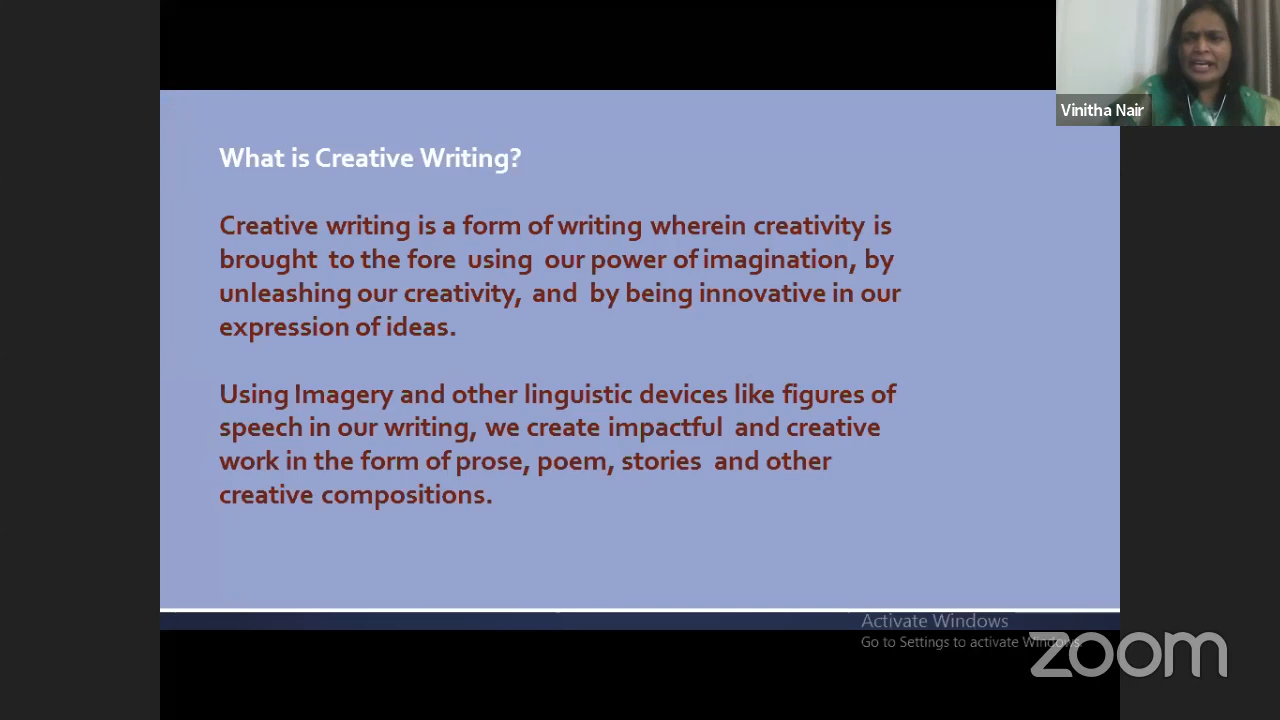 Vinitha Nair
What is Creative Writing?
Creative writing is a form of writing wherein creativity is
brought to the fore using our power of imagination, by
unleashing our creativity, and by being innovative in our
expression of ideas.
Using Imagery and other linguistic devices like figures of
speech in our writing, we create impactful and creative
work in the form of prose, poem, stories and other
creative compositions.
Activate Windows
Go to Settings to activate Windows.
zoom